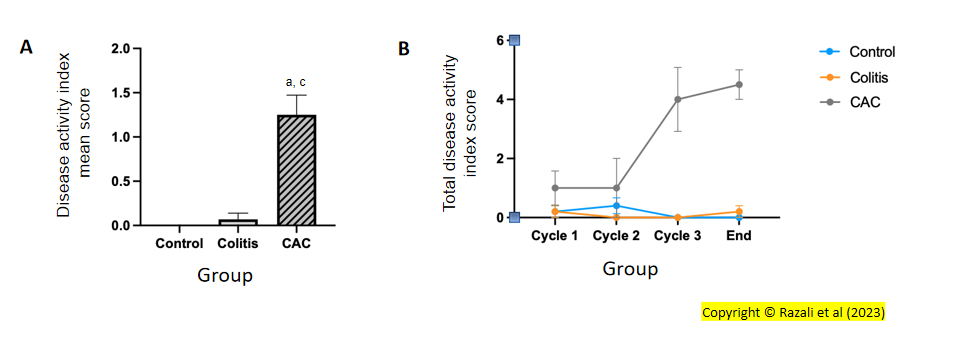 A
Disease activity index
mean score
2.0
1.5
1.0
0.5
0.0
a, c
Control Colitis CAC
Group
B
Total disease activity
index score
6
4
2
0
Cycle 1 Cycle 2 Cycle 3 End
Group
Control
Colitis
CAC
Copyright © Razali et al (2023)